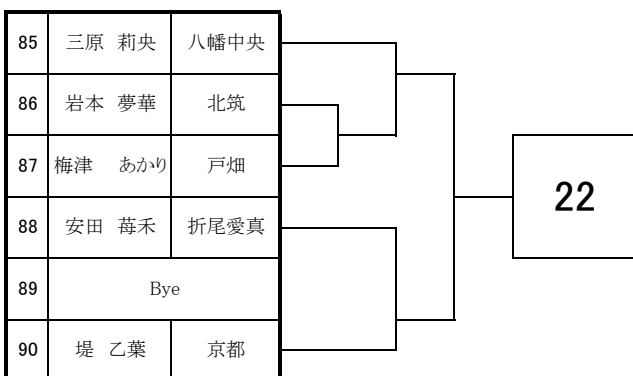 85 三原 莉央 八幡中央
86 岩本 夢華 北筑
87 梅津 あかり 戸畑
88 安田 苺禾 折尾愛真
89 Bye
90 堤 乙葉 京都
22